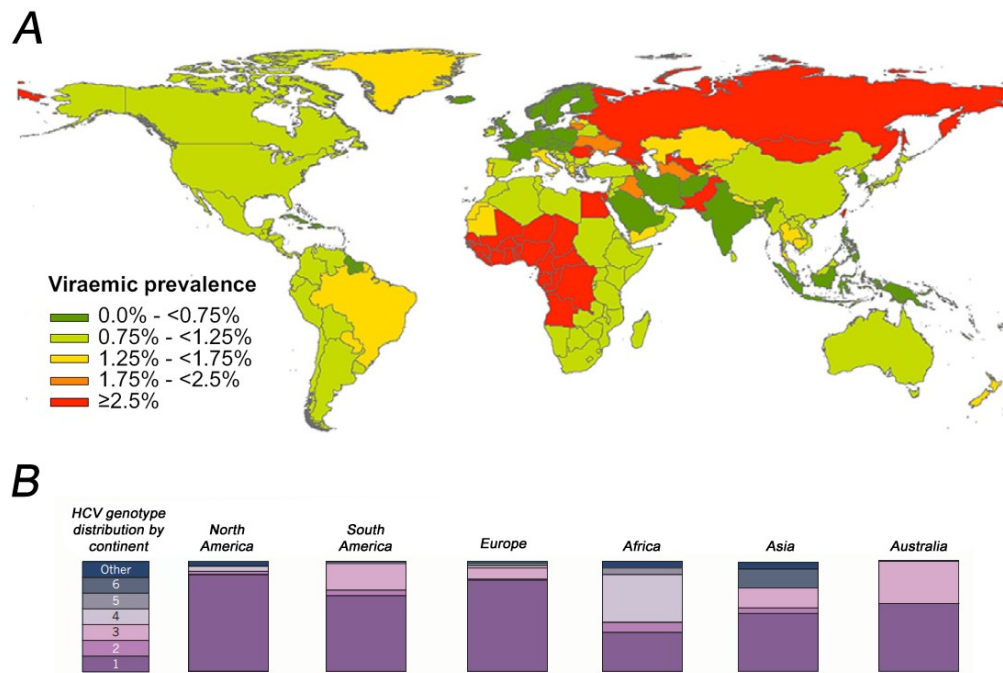 A
Viraemic prevalence
0.0% - <0.75%
0.75% - <1.25%
1.25% - <1.75%
1.75% - <2.5%
≥2.5%
B
HCV genotype
distribution by
continent
Other
6
5
4
3
2
1
North
America
South
America
Europe
Africa
Asia
Australia